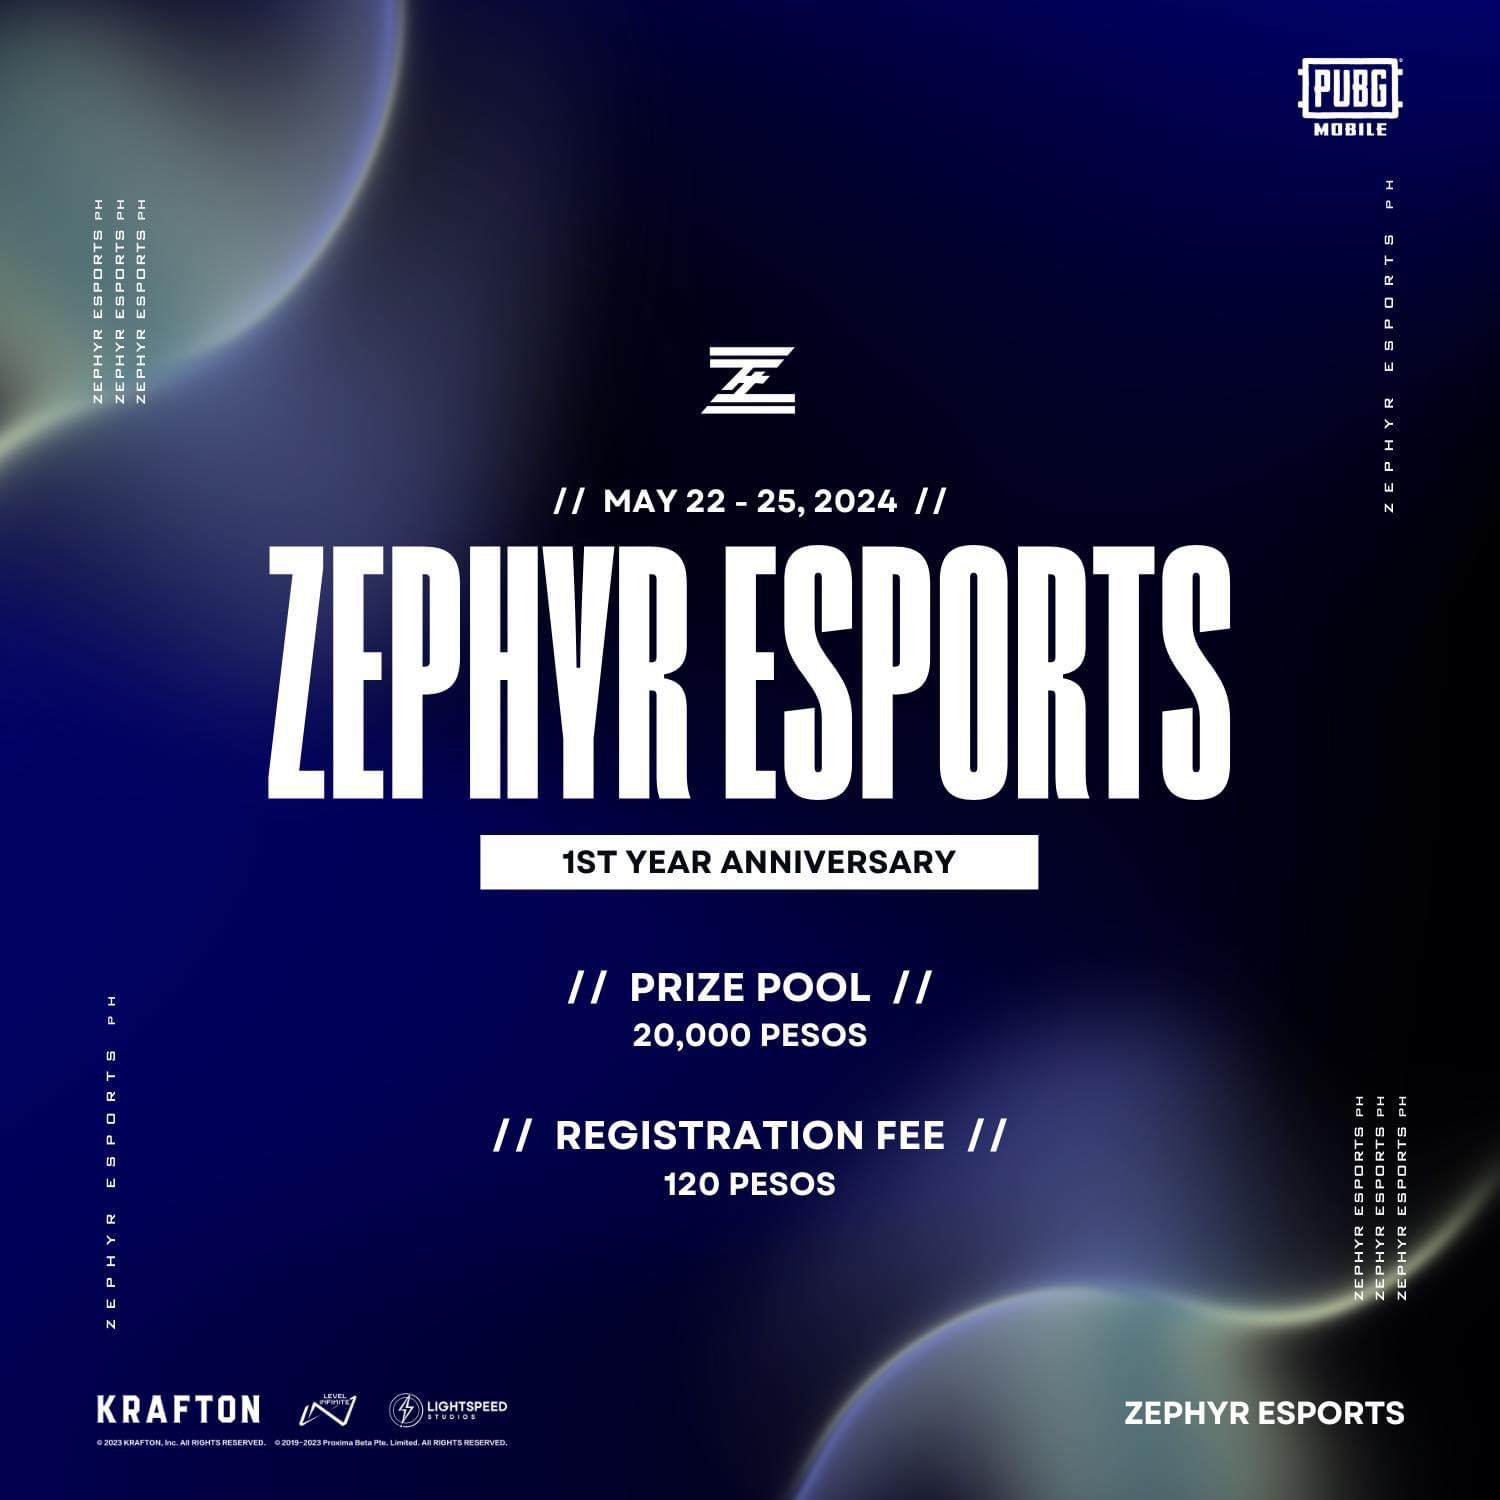 PUBG
MOBILE
ZEPHYR ESPORTS PH
ZEPHYR ESPORTS PH
ZEPHYR ESPORTS PH
ZEPHYR ESPORTS PH
// MAY 22 - 25, 2024 //
ZEPHYR ESPORTS
1ST YEAR ANNIVERSARY
// PRIZE POOL //
20,000 PESOS
// REGISTRATION FEE //
120 PESOS
ZEPHYR ESPORTS PH
ZEPHYR ESPORTS PH
ZEPHYR ESPORTS PH
ZEPHYR ESPORTS PH
KRAFTON
LEVEL
INFINITE
LIGHTSPEED
STUDIOS
© 2023 KRAFTON, Inc. All RIGHTS RESERVED. © 2019-2023 Proxima Beta Pte. Limited. All RIGHTS RESERVED.
ZEPHYR ESPORTS